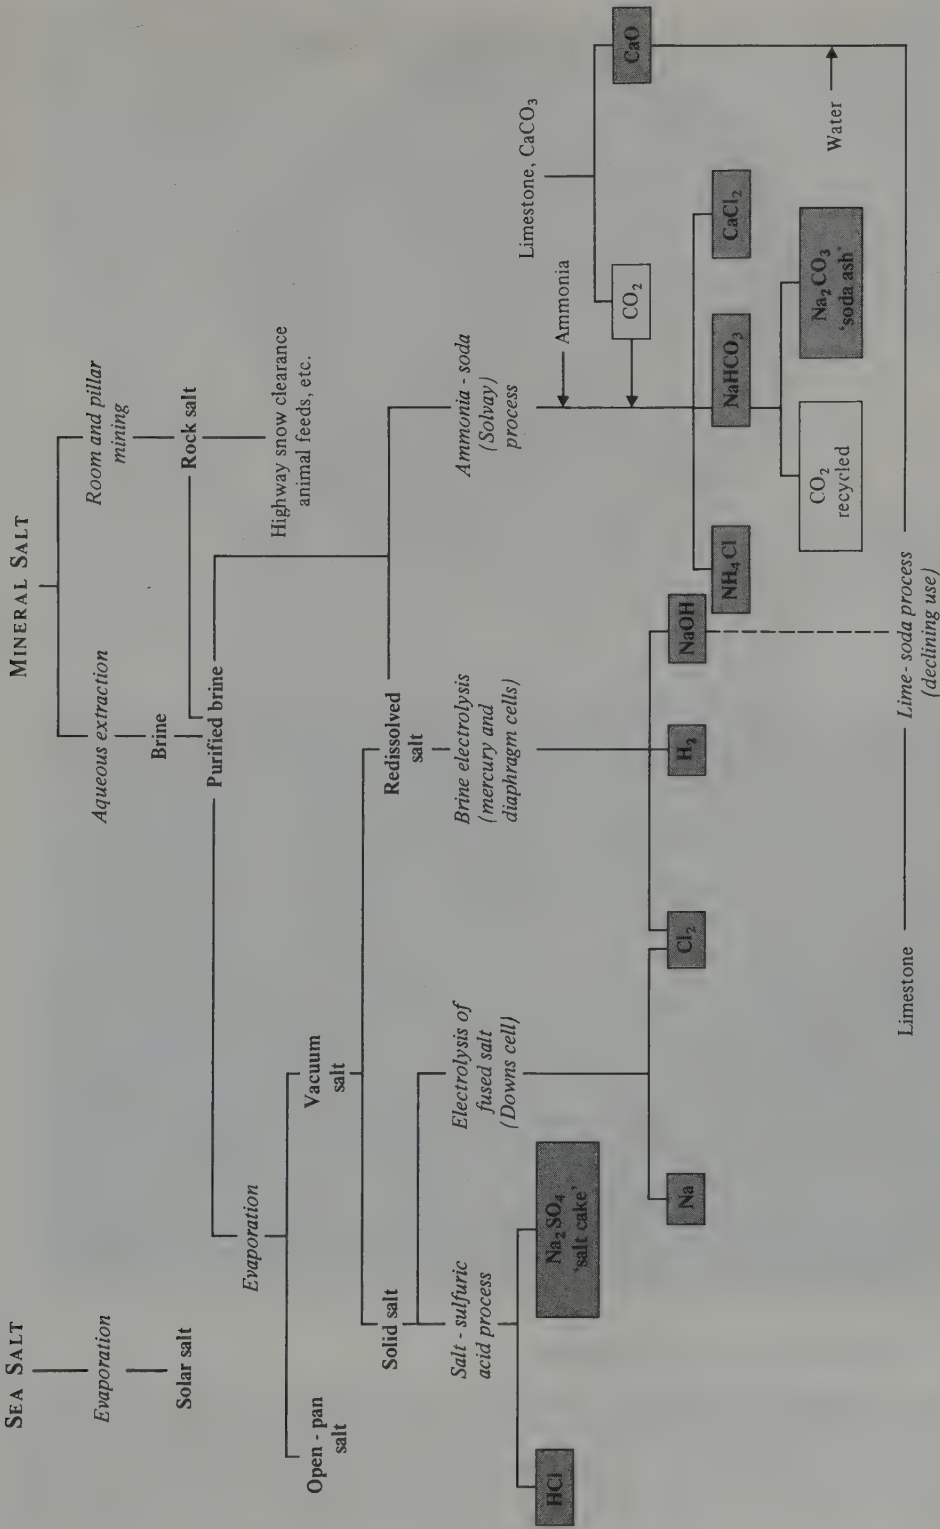 SEA SALT
Evaporation
Solar salt
MINERAL SALT
Aqueous extraction
Brine
Purified brine
Room and pillar
mining
Rock salt
Highway snow clearance
animal feeds, etc.
Evaporation
Open - pan
salt
Vacuum
salt
Solid salt
Redissolved
salt
Salt - sulfuric
acid process
Electrolysis of
fused salt
(Downs cell)
Brine electrolysis
(mercury and
diaphragm cells)
Ammonia - soda
(Solvay)
process
Limestone, CaCO₃
Ammonia
CO₂
CaO
HCl
Na₂SO₄
'salt cake'
Na
Cl₂
H₂
NaOH
NH₄Cl
NaHCO₃
CaCl₂
CO₂
recycled
Na₂CO₃
'soda ash'
Water
Limestone
Lime - soda process
(declining use)